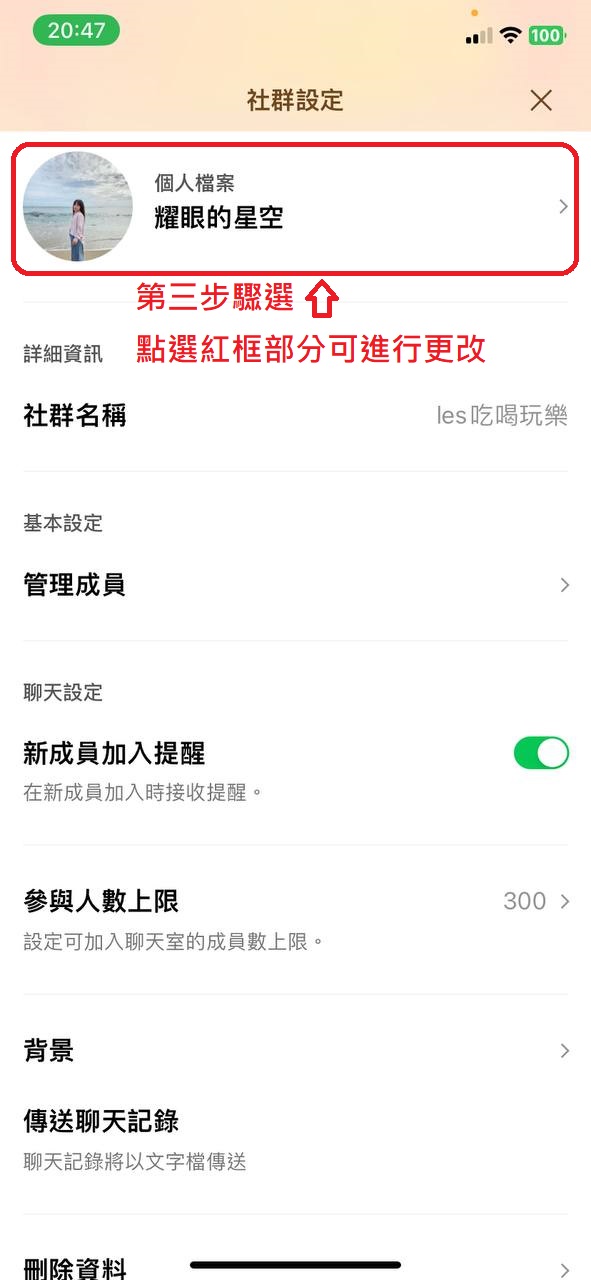 20:47
100
社群設定
個人檔案
耀眼的星空
第三步驟選
點選紅框部分可進行更改
詳細資訊
社群名稱 les吃喝玩樂
基本設定
管理成員
聊天設定
新成員加入提醒
在新成員加入時接收提醒。
參與人數上限 300
設定可加入聊天室的成員數上限。
背景
傳送聊天記錄
聊天記錄將以文字檔傳送
刪除資料